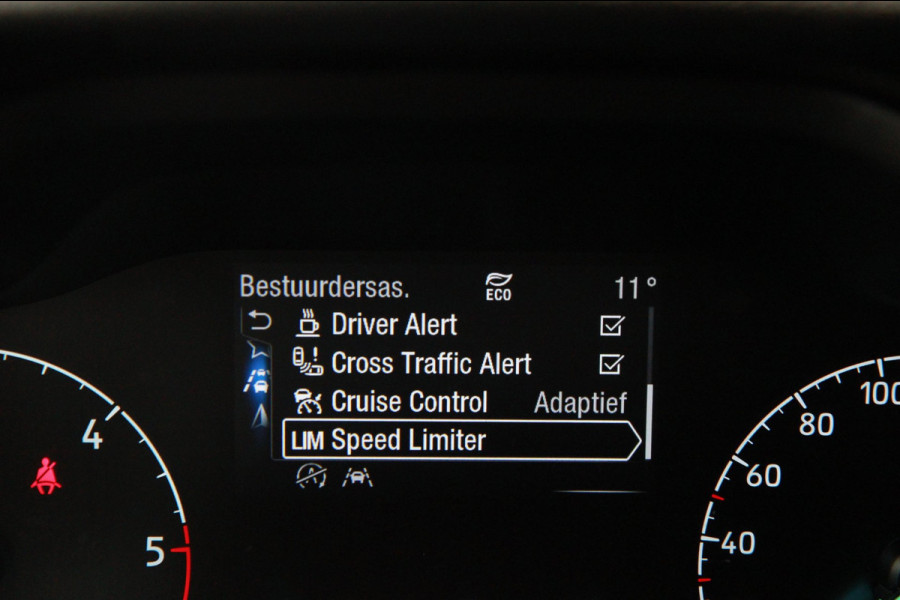 Bestuurdersas. ECO 11°
Driver Alert
Cross Traffic Alert
Cruise Control Adaptief
LIM Speed Limiter
4
5
100
80
60
40